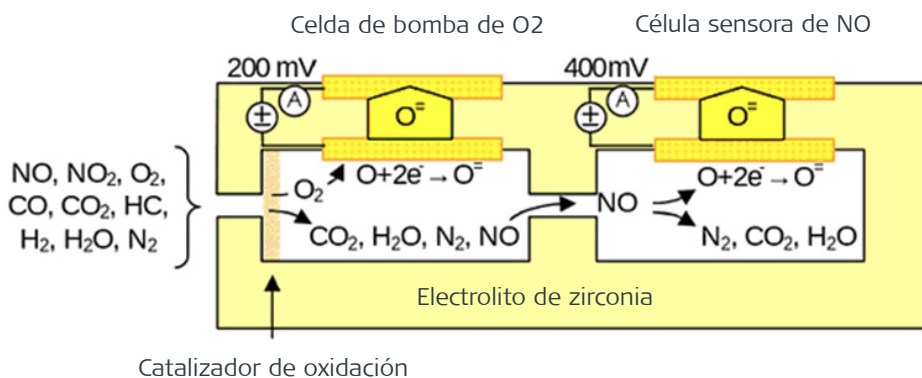 Celda de bomba de O2
Célula sensora de NO
200 mV
400mV
A
A
±
±
O⁼
O⁼
NO, NO₂, O₂,
CO, CO₂, HC,
H₂, H₂O, N₂
O₂
O+2e⁻ → O⁼
CO₂, H₂O, N₂, NO
NO
O+2e⁻ → O⁼
N₂, CO₂, H₂O
Electrolito de zirconia
Catalizador de oxidación